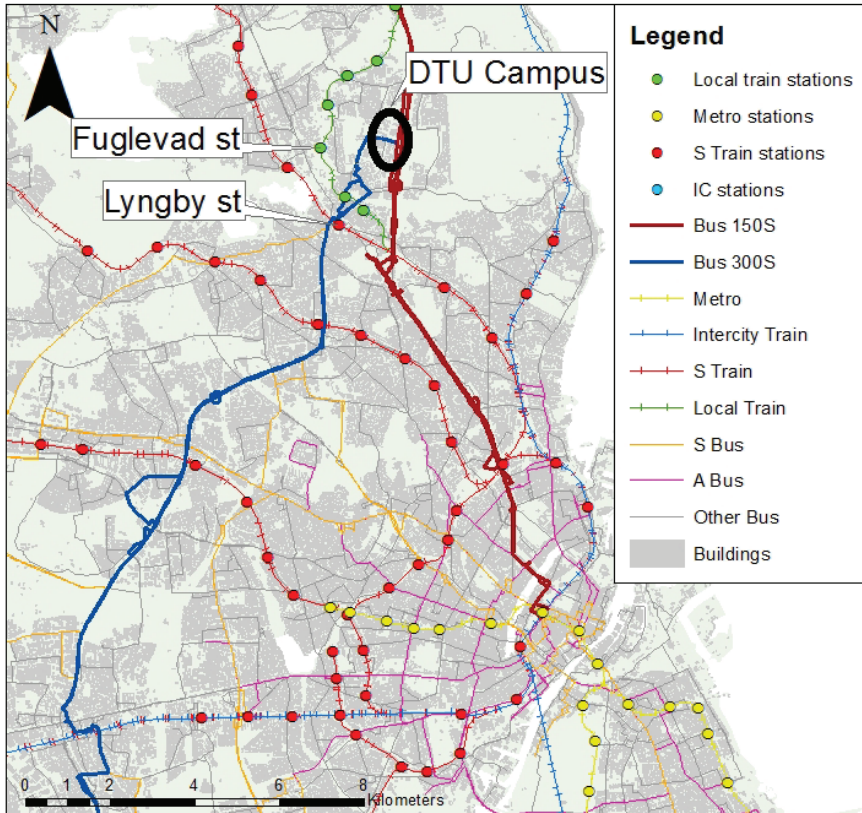 N
DTU Campus
Fuglevad st
Lyngby st
Legend
Local train stations
Metro stations
S Train stations
IC stations
Bus 150S
Bus 300S
Metro
Intercity Train
S Train
Local Train
S Bus
A Bus
Other Bus
Buildings
0 1 2 4 6 8
Kilometers